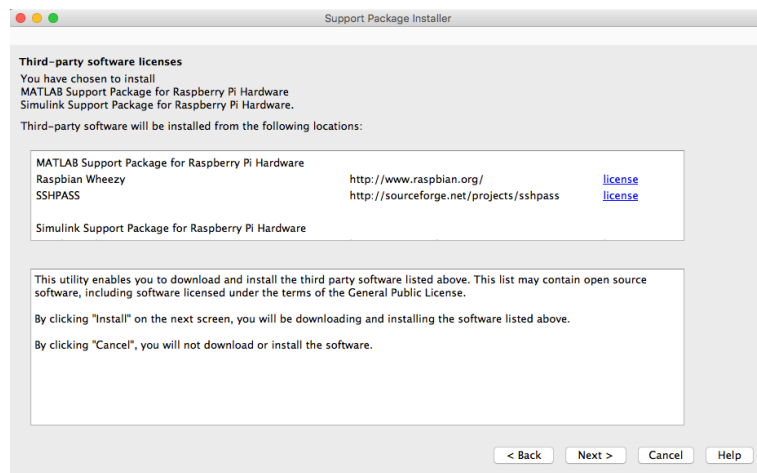 Support Package Installer
Third-party software licenses
You have chosen to install
MATLAB Support Package for Raspberry Pi Hardware
Simulink Support Package for Raspberry Pi Hardware.
Third-party software will be installed from the following locations:
MATLAB Support Package for Raspberry Pi Hardware
Raspbian Wheezy http://www.raspbian.org/ license
SSHPASS http://sourceforge.net/projects/sshpass license
Simulink Support Package for Raspberry Pi Hardware
This utility enables you to download and install the third party software listed above. This list may contain open source
software, including software licensed under the terms of the General Public License.
By clicking "Install" on the next screen, you will be downloading and installing the software listed above.
By clicking "Cancel", you will not download or install the software.
< Back Next > Cancel Help